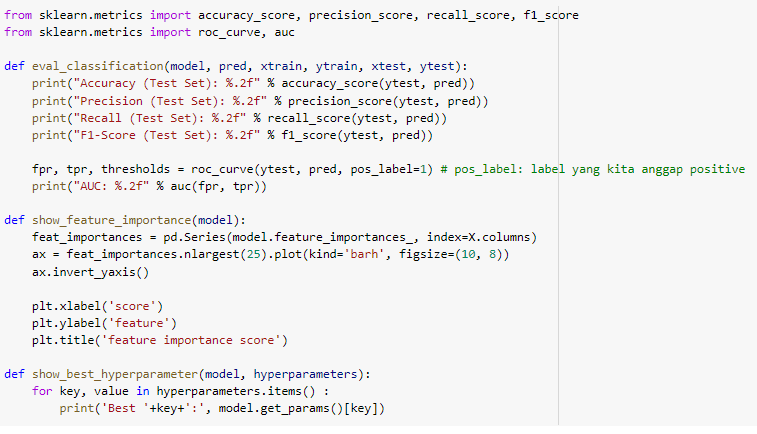 from sklearn.metrics import accuracy_score, precision_score, recall_score, f1_score
from sklearn.metrics import roc_curve, auc

def eval_classification(model, pred, xtrain, ytrain, xtest, ytest):
    print("Accuracy (Test Set): %.2f" % accuracy_score(ytest, pred))
    print("Precision (Test Set): %.2f" % precision_score(ytest, pred))
    print("Recall (Test Set): %.2f" % recall_score(ytest, pred))
    print("F1-Score (Test Set): %.2f" % f1_score(ytest, pred))

    fpr, tpr, thresholds = roc_curve(ytest, pred, pos_label=1) # pos_label: label yang kita anggap positive
    print("AUC: %.2f" % auc(fpr, tpr))

def show_feature_importance(model):
    feat_importances = pd.Series(model.feature_importances_, index=X.columns)
    ax = feat_importances.nlargest(25).plot(kind='barh', figsize=(10, 8))
    ax.invert_yaxis()

    plt.xlabel('score')
    plt.ylabel('feature')
    plt.title('feature importance score')

def show_best_hyperparameter(model, hyperparameters):
    for key, value in hyperparameters.items() :
        print('Best '+key+':', model.get_params()[key])